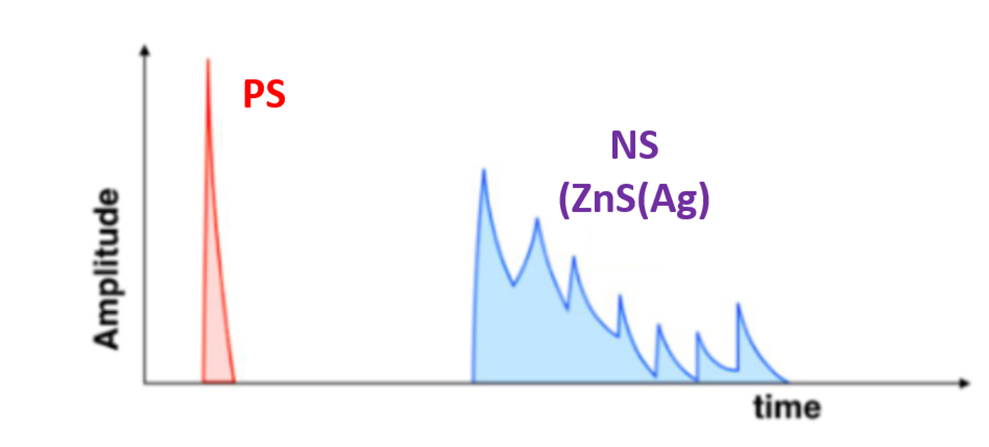 PS
NS
(ZnS(Ag)
Amplitude
time